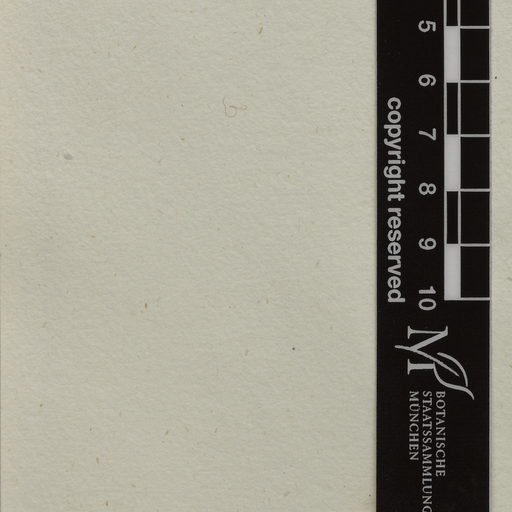 5
6
7
8
9
10
copyright reserved
BOTANISCHE
STAATSSAMMLUNG
MÜNCHEN